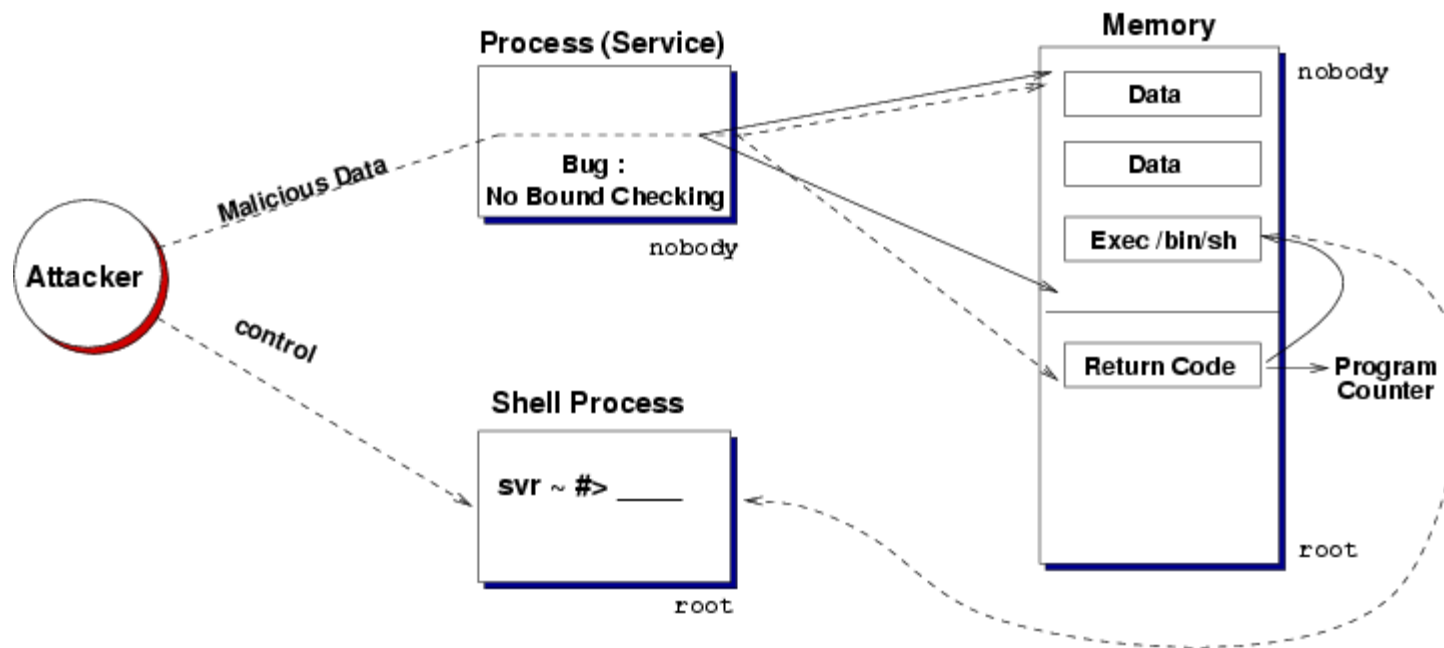 Memory
Process (Service)
nobody
Data
Bug :
No Bound Checking
Data
Malicious Data
nobody
Exec /bin/sh
Attacker
control
Return Code
Program
Counter
Shell Process
svr ~ #> ____
root
root